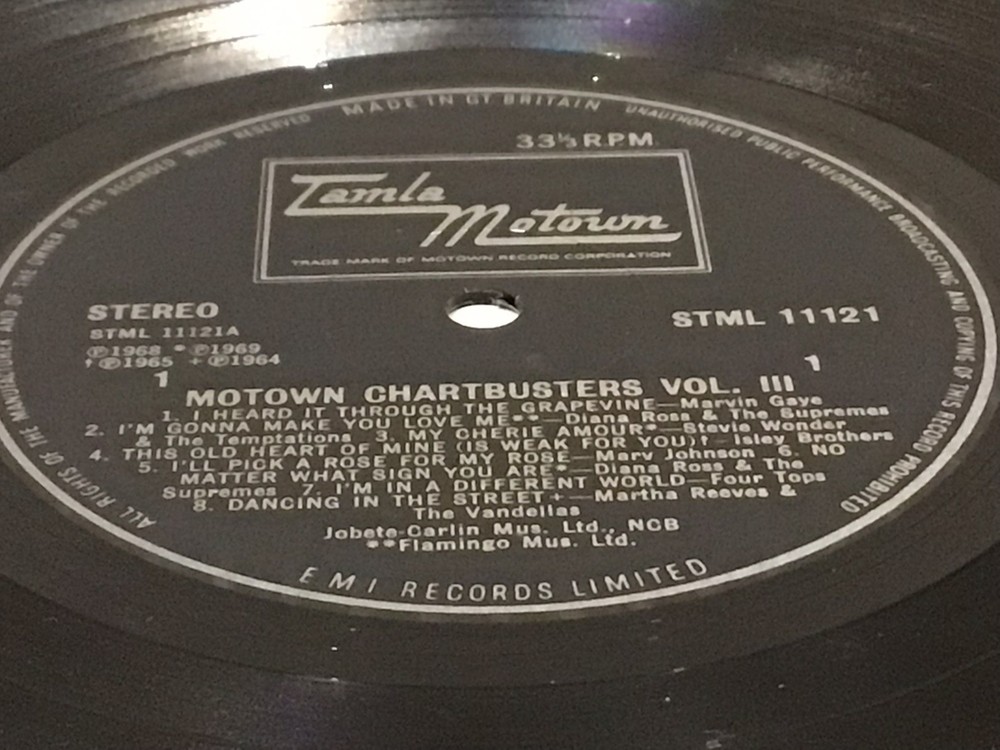 MADE IN GT BRITAIN
UNAUTHORISED PUBLIC PERFORMANCE BROADCASTING AND COPYING OF THIS RECORD PROHIBITED
ALL RIGHTS OF THE MANUFACTURER AND OF THE OWNER OF THE RECORDED WORK RESERVED
33⅓ R.P.M.
Tamla
Motown
TRADE MARK OF MOTOWN RECORD CORPORATION
STEREO
STML 11121
STML 11121A
℗1968 *℗1969
†℗1965 +℗1964
1 1
MOTOWN CHARTBUSTERS VOL. III
1. I HEARD IT THROUGH THE GRAPEVINE—Marvin Gaye
2. I'M GONNA MAKE YOU LOVE ME**—Diana Ross & The Supremes
& The Temptations 3. MY CHERIE AMOUR*—Stevie Wonder
4. THIS OLD HEART OF MINE (IS WEAK FOR YOU)†—Isley Brothers
5. I'LL PICK A ROSE FOR MY ROSE—Marv Johnson 6. NO
MATTER WHAT SIGN YOU ARE*—Diana Ross & The
Supremes 7. I'M IN A DIFFERENT WORLD—Four Tops
8. DANCING IN THE STREET+—Martha Reeves &
The Vandellas
Jobete-Carlin Mus. Ltd., NCB
**Flamingo Mus. Ltd.
EMI RECORDS LIMITED